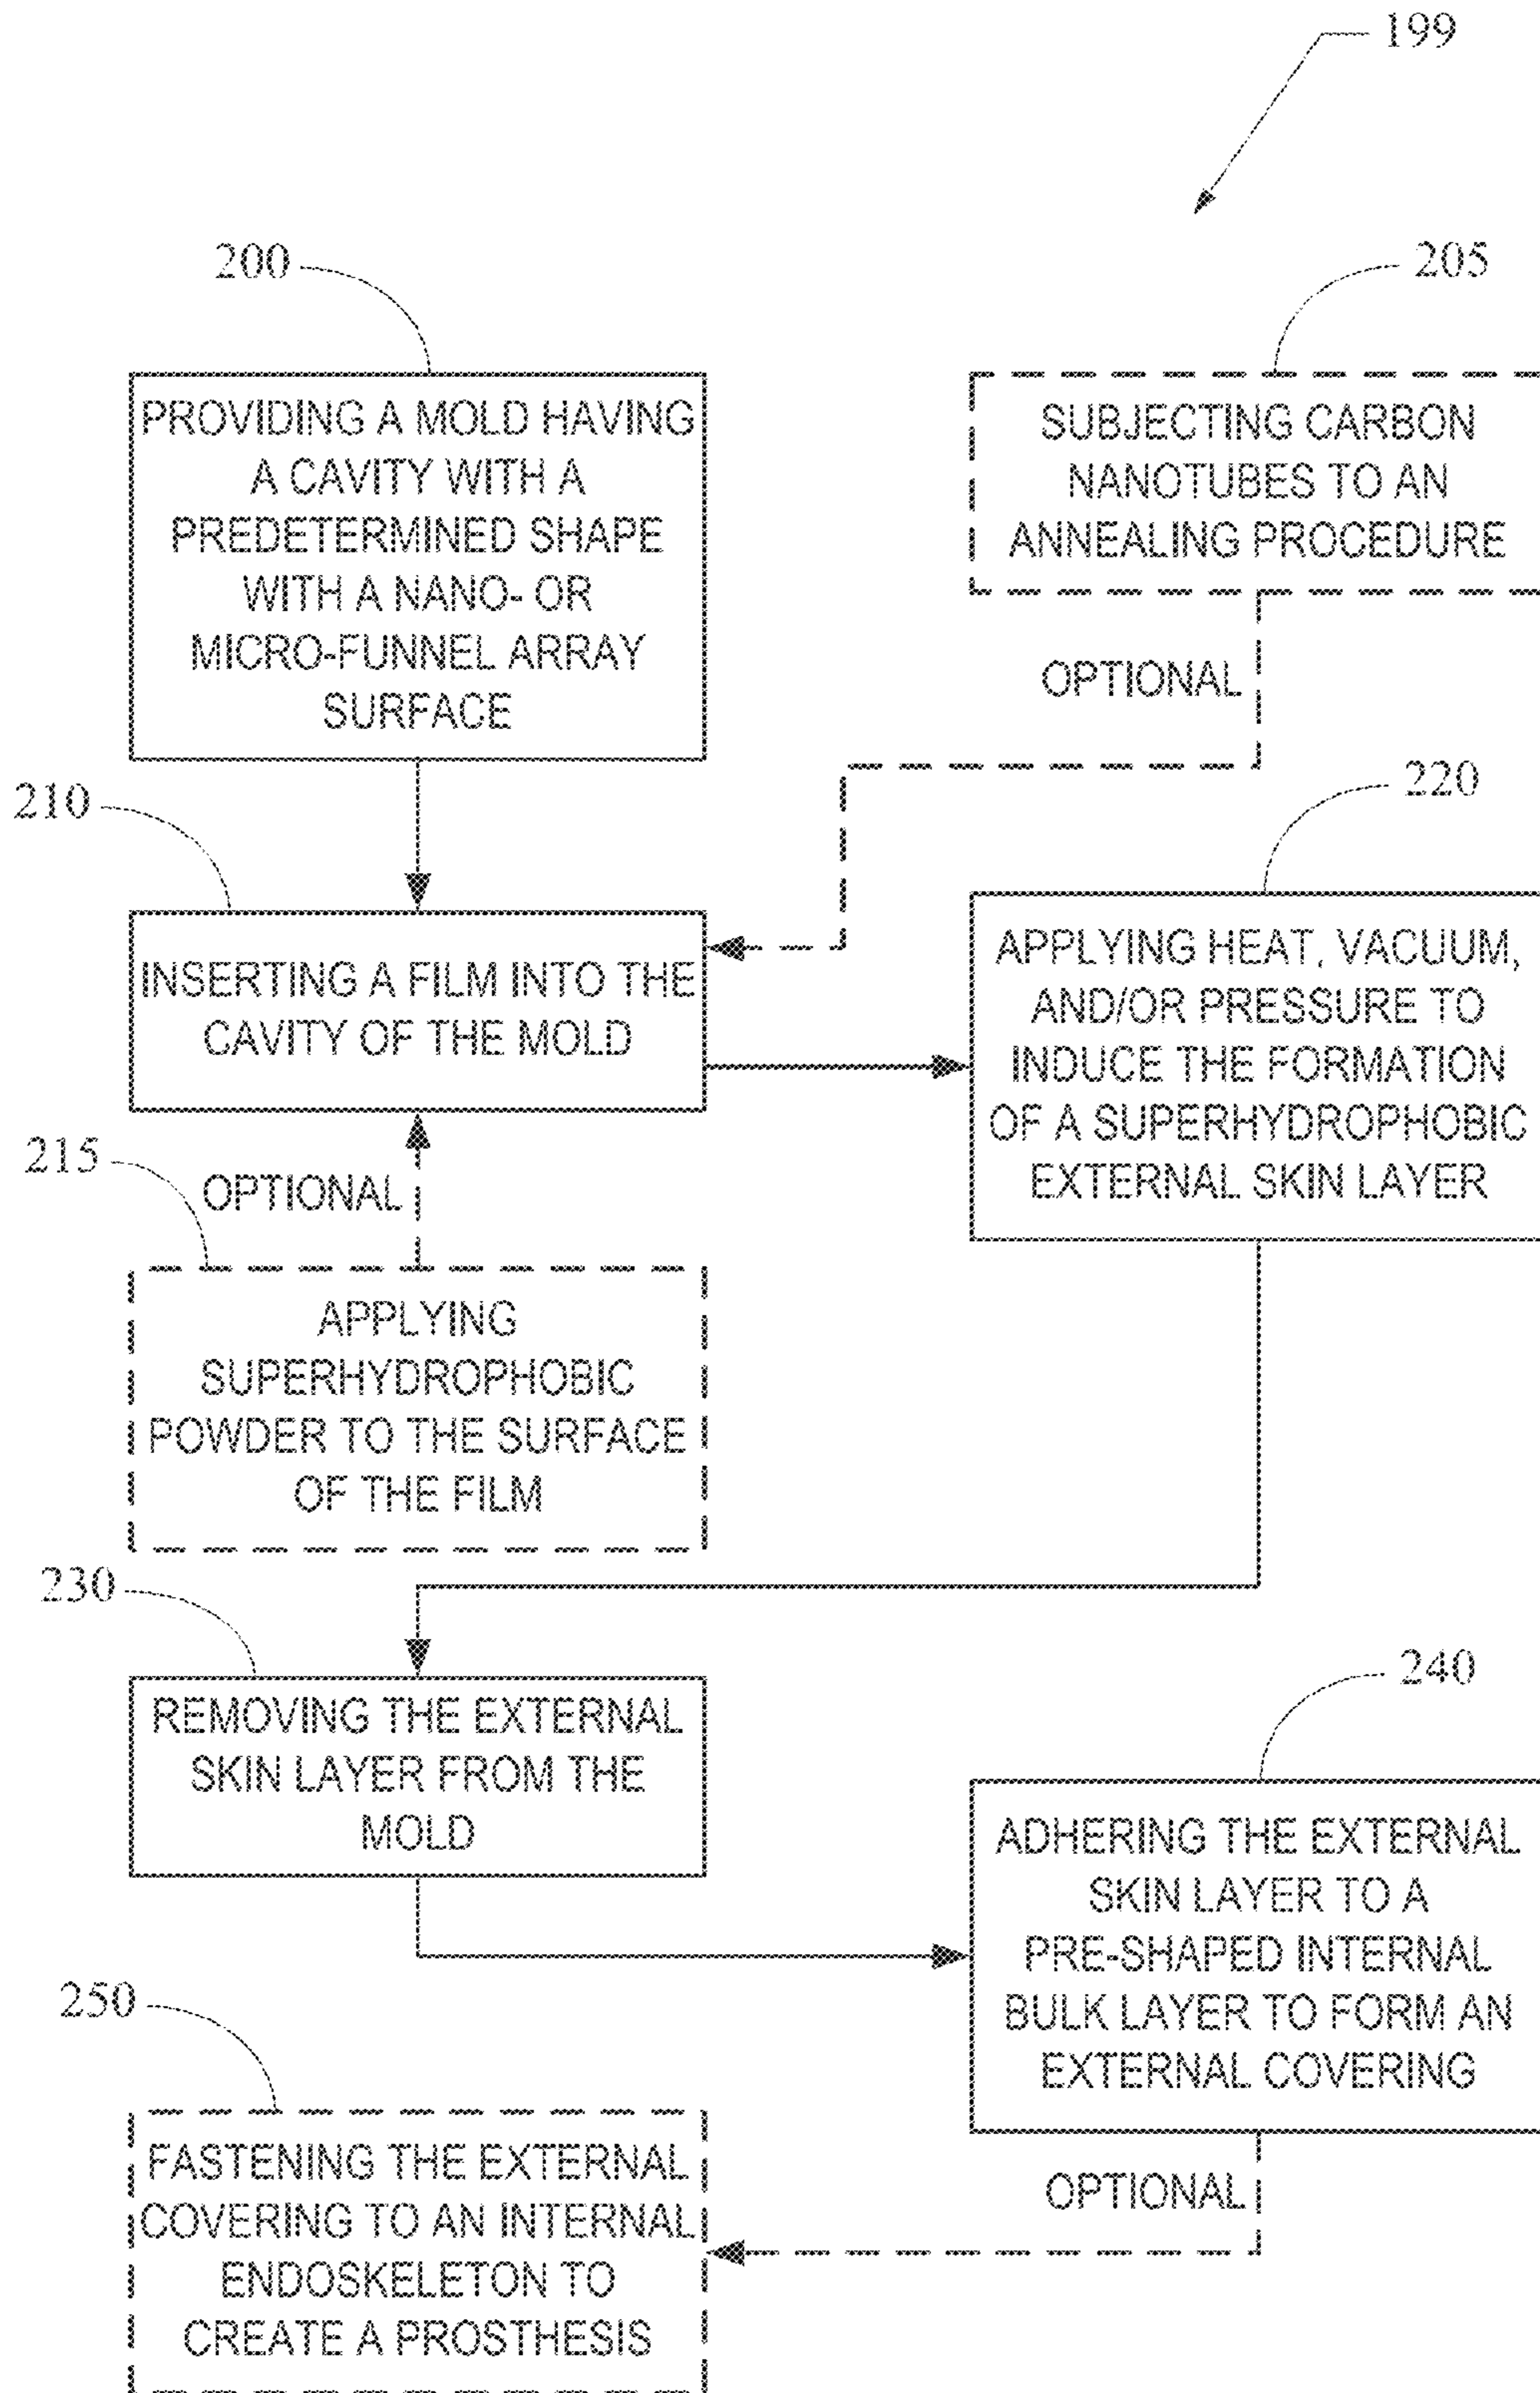 199
200
PROVIDING A MOLD HAVING
A CAVITY WITH A
PREDETERMINED SHAPE
WITH A NANO- OR
MICRO-FUNNEL ARRAY
SURFACE
205
SUBJECTING CARBON
NANOTUBES TO AN
ANNEALING PROCEDURE
OPTIONAL
210
INSERTING A FILM INTO THE
CAVITY OF THE MOLD
220
APPLYING HEAT, VACUUM,
AND/OR PRESSURE TO
INDUCE THE FORMATION
OF A SUPERHYDROPHOBIC
EXTERNAL SKIN LAYER
215
OPTIONAL
APPLYING
SUPERHYDROPHOBIC
POWDER TO THE SURFACE
OF THE FILM
230
REMOVING THE EXTERNAL
SKIN LAYER FROM THE
MOLD
240
ADHERING THE EXTERNAL
SKIN LAYER TO A
PRE-SHAPED INTERNAL
BULK LAYER TO FORM AN
EXTERNAL COVERING
OPTIONAL
250
FASTENING THE EXTERNAL
COVERING TO AN INTERNAL
ENDOSKELETON TO
CREATE A PROSTHESIS